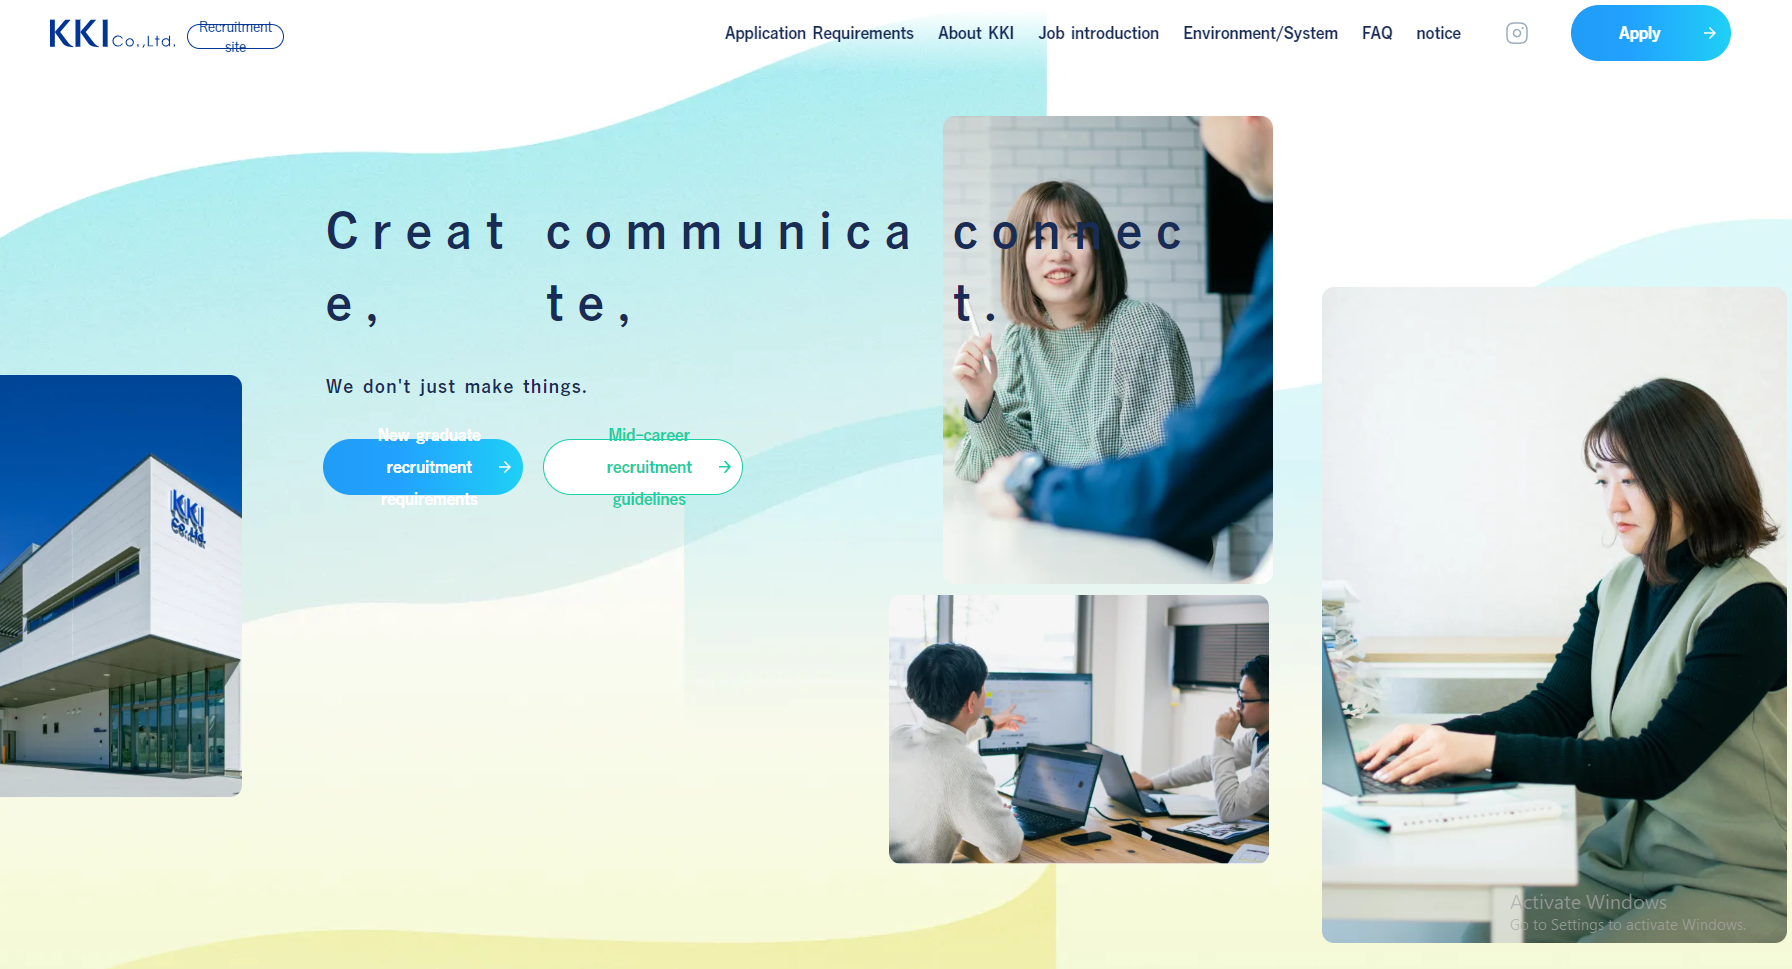 KKI Co.,Ltd.
Recruitment
site
Application Requirements
About KKI
Job introduction
Environment/System
FAQ
notice
Apply
Creat communica connec
e, te, t.
We don't just make things.
New graduate
recruitment
requirements
Mid-career
recruitment
guidelines
KKI
Co.,Ltd.
Activate Windows
Go to Settings to activate Windows.